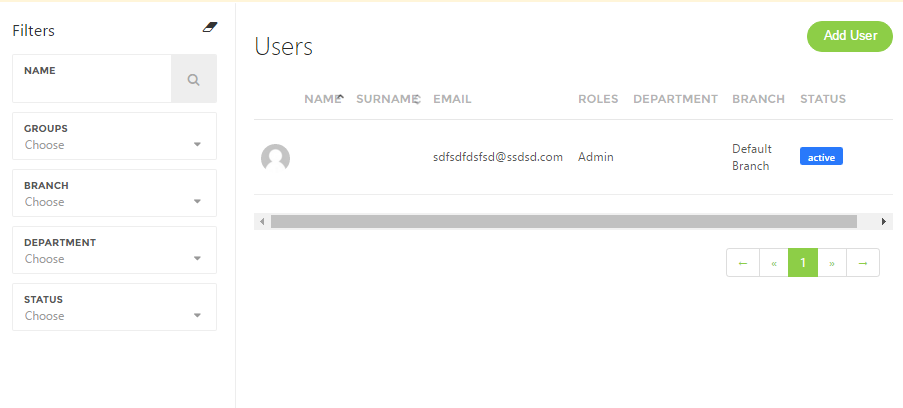 Filters
NAME
GROUPS
Choose
BRANCH
Choose
DEPARTMENT
Choose
STATUS
Choose
Users
Add User
NAME SURNAME EMAIL ROLES DEPARTMENT BRANCH STATUS
sdfsdfdsfsd@ssdsd.com Admin Default Branch active
← « 1 » →